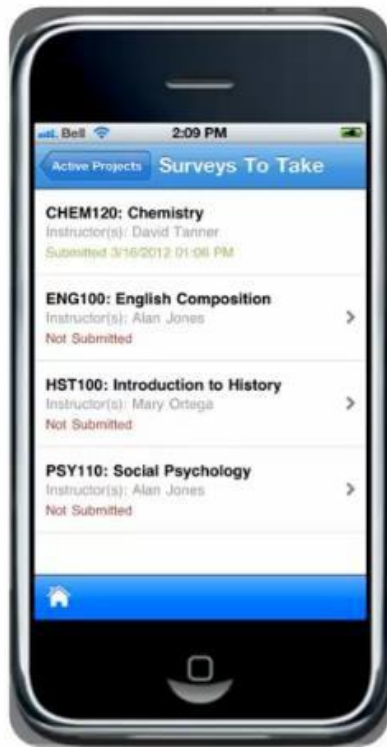 Bell
2:09 PM
Active Projects
Surveys To Take
CHEM120: Chemistry
Instructor(s): David Tanner
Submitted 3/16/2012 01:06 PM
ENG100: English Composition
Instructor(s): Alan Jones
Not Submitted
HST100: Introduction to History
Instructor(s): Mary Ortega
Not Submitted
PSY110: Social Psychology
Instructor(s): Alan Jones
Not Submitted